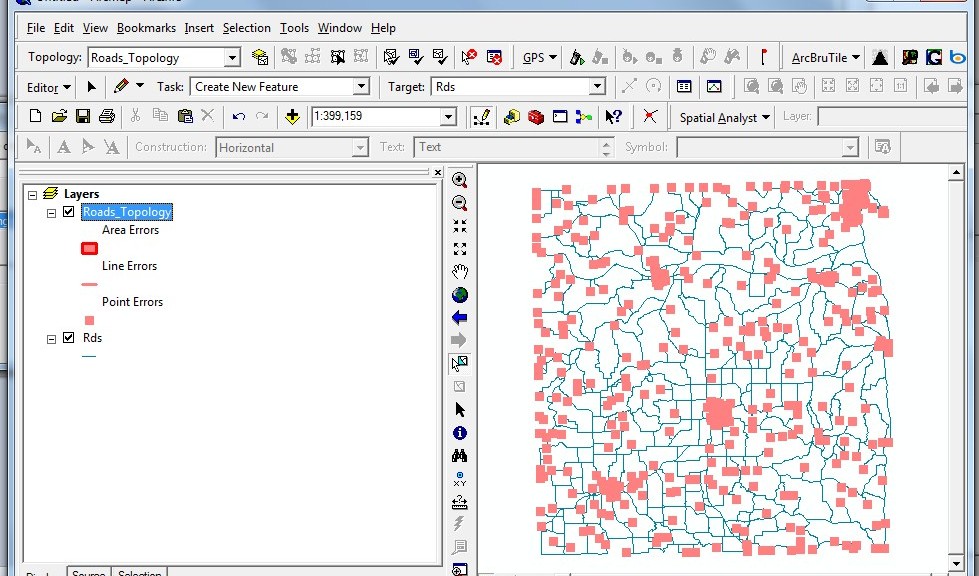 File Edit View Bookmarks Insert Selection Tools Window Help
Topology: Roads_Topology GPS ArcBruTile
Editor Task: Create New Feature Target: Rds
1:399,159 Spatial Analyst Layer:
Construction: Horizontal Text: Text Symbol:
Layers
Roads_Topology
Area Errors
Line Errors
Point Errors
Rds
Source Selection